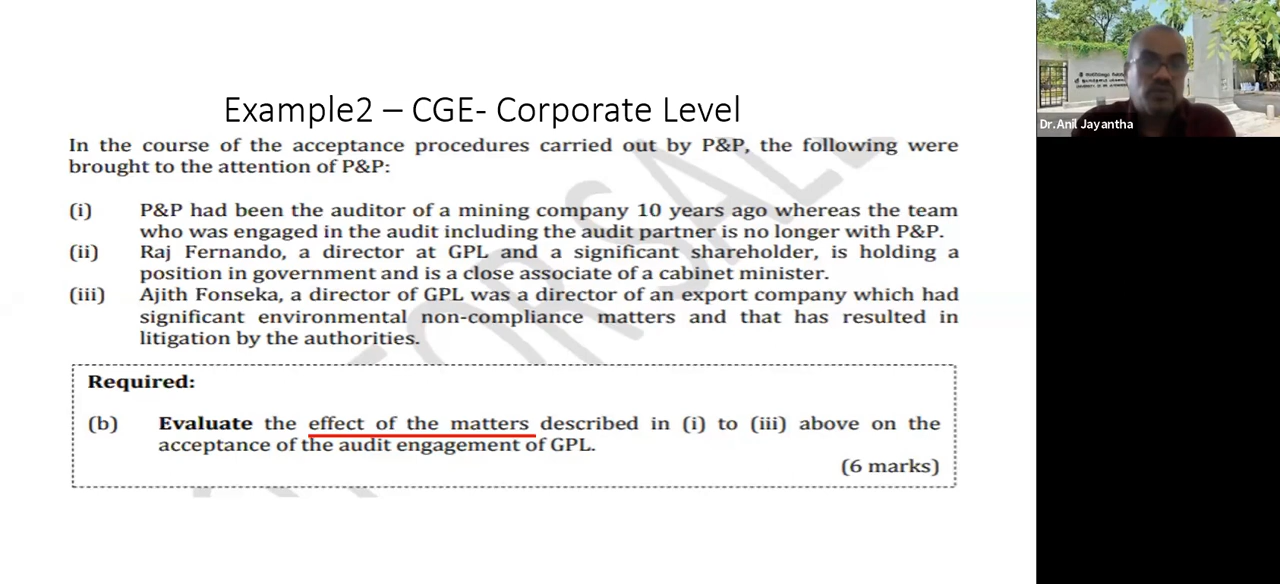 Example2 – CGE- Corporate Level
In the course of the acceptance procedures carried out by P&P, the following were
brought to the attention of P&P:
(i) P&P had been the auditor of a mining company 10 years ago whereas the team
who was engaged in the audit including the audit partner is no longer with P&P.
(ii) Raj Fernando, a director at GPL and a significant shareholder, is holding a
position in government and is a close associate of a cabinet minister.
(iii) Ajith Fonseka, a director of GPL was a director of an export company which had
significant environmental non-compliance matters and that has resulted in
litigation by the authorities.
Required:
(b) Evaluate the effect of the matters described in (i) to (iii) above on the
acceptance of the audit engagement of GPL.
(6 marks)
Dr.Anil Jayantha